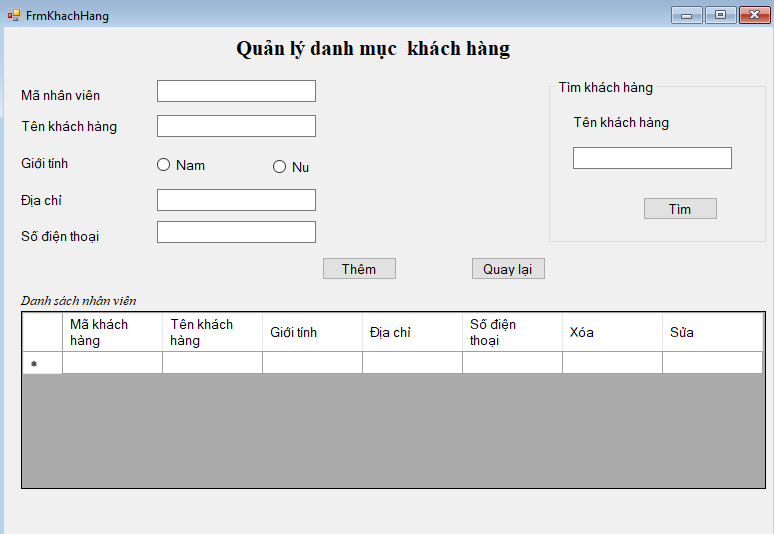 FrmKhachHang
Quản lý danh mục khách hàng
Mã nhân viên
Tên khách hàng
Giới tính
Nam
Nu
Địa chỉ
Số điện thoại
Tìm khách hàng
Tên khách hàng
Tìm
Thêm
Quay lại
Danh sách nhân viên
Mã khách
hàng
Tên khách
hàng
Giới tính
Địa chỉ
Số điện
thoại
Xóa
Sửa